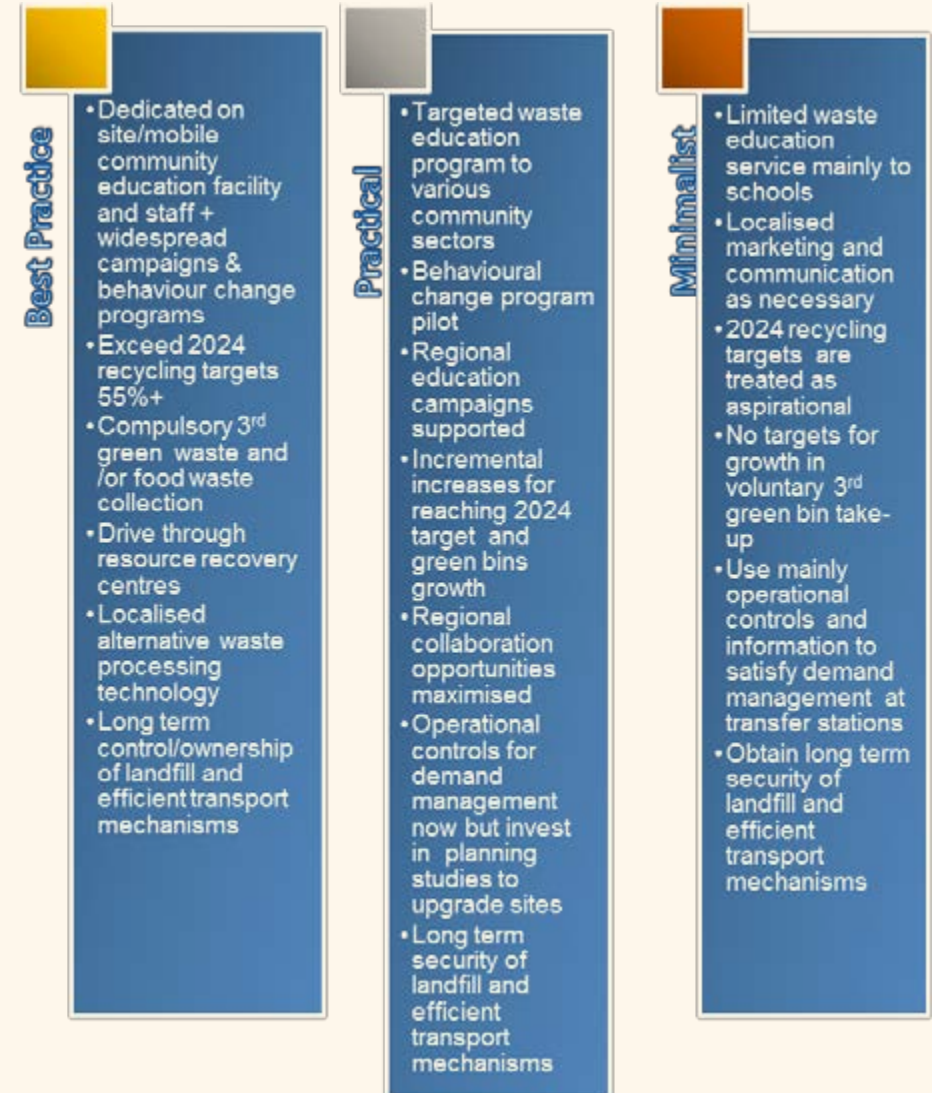 Best Practice
•Dedicated on
site/mobile
community
education facility
and staff +
widespread
campaigns &
behaviour change
programs
•Exceed 2024
recycling targets
55%+
•Compulsory 3rd
green waste and
/or food waste
collection
•Drive through
resource recovery
centres
•Localised
alternative waste
processing
technology
•Long term
control/ownership
of landfill and
efficient transport
mechanisms
Practical
•Targeted waste
education
program to
various
community
sectors
•Behavioural
change program
pilot
•Regional
education
campaigns
supported
•Incremental
increases for
reaching 2024
target and
green bins
growth
•Regional
collaboration
opportunities
maximised
•Operational
controls for
demand
management
now but invest
in planning
studies to
upgrade sites
•Long term
security of
landfill and
efficient
transport
mechanisms
Minimalist
•Limited waste
education
service mainly to
schools
•Localised
marketing and
communication
as necessary
•2024 recycling
targets are
treated as
aspirational
•No targets for
growth in
voluntary 3rd
green bin take-
up
•Use mainly
operational
controls and
information to
satisfy demand
management at
transfer stations
•Obtain long term
security of
landfill and
efficient
transport
mechanisms